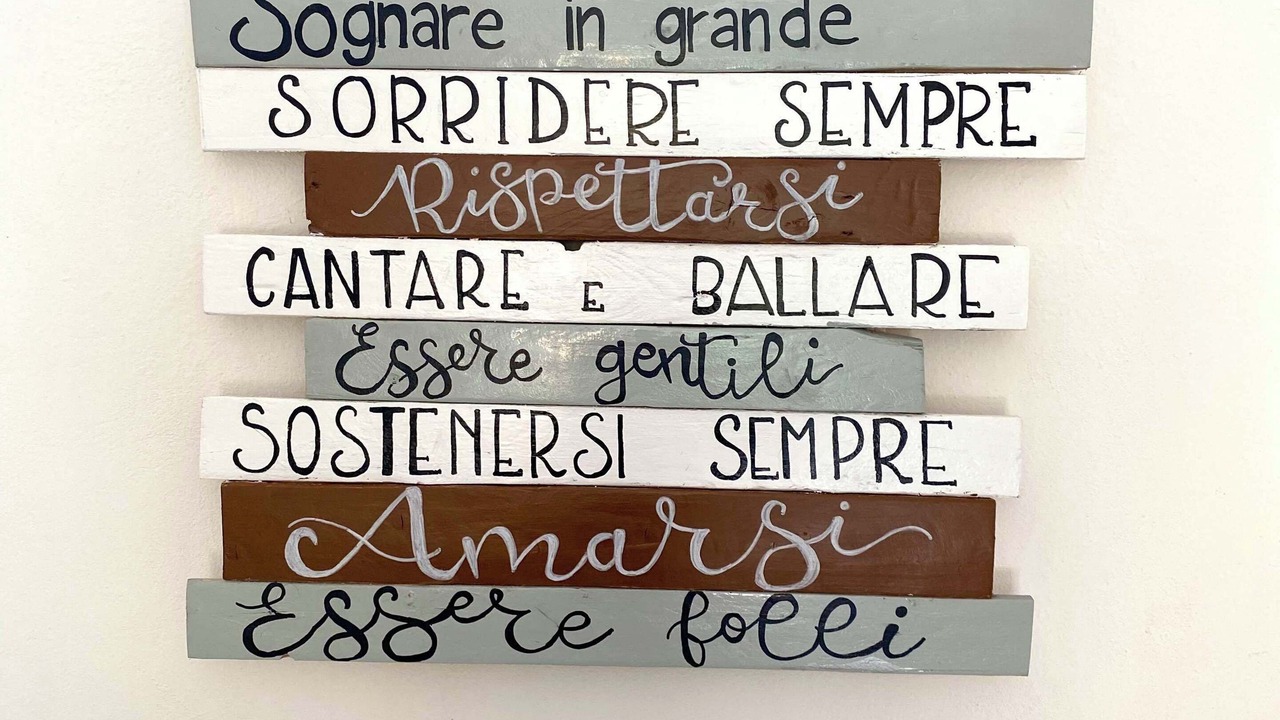 Sognare in grande
SORRIDERE SEMPRE
Rispettarsi
CANTARE E BALLARE
Essere gentili
SOSTENERSI SEMPRE
Amarsi
Essere folli